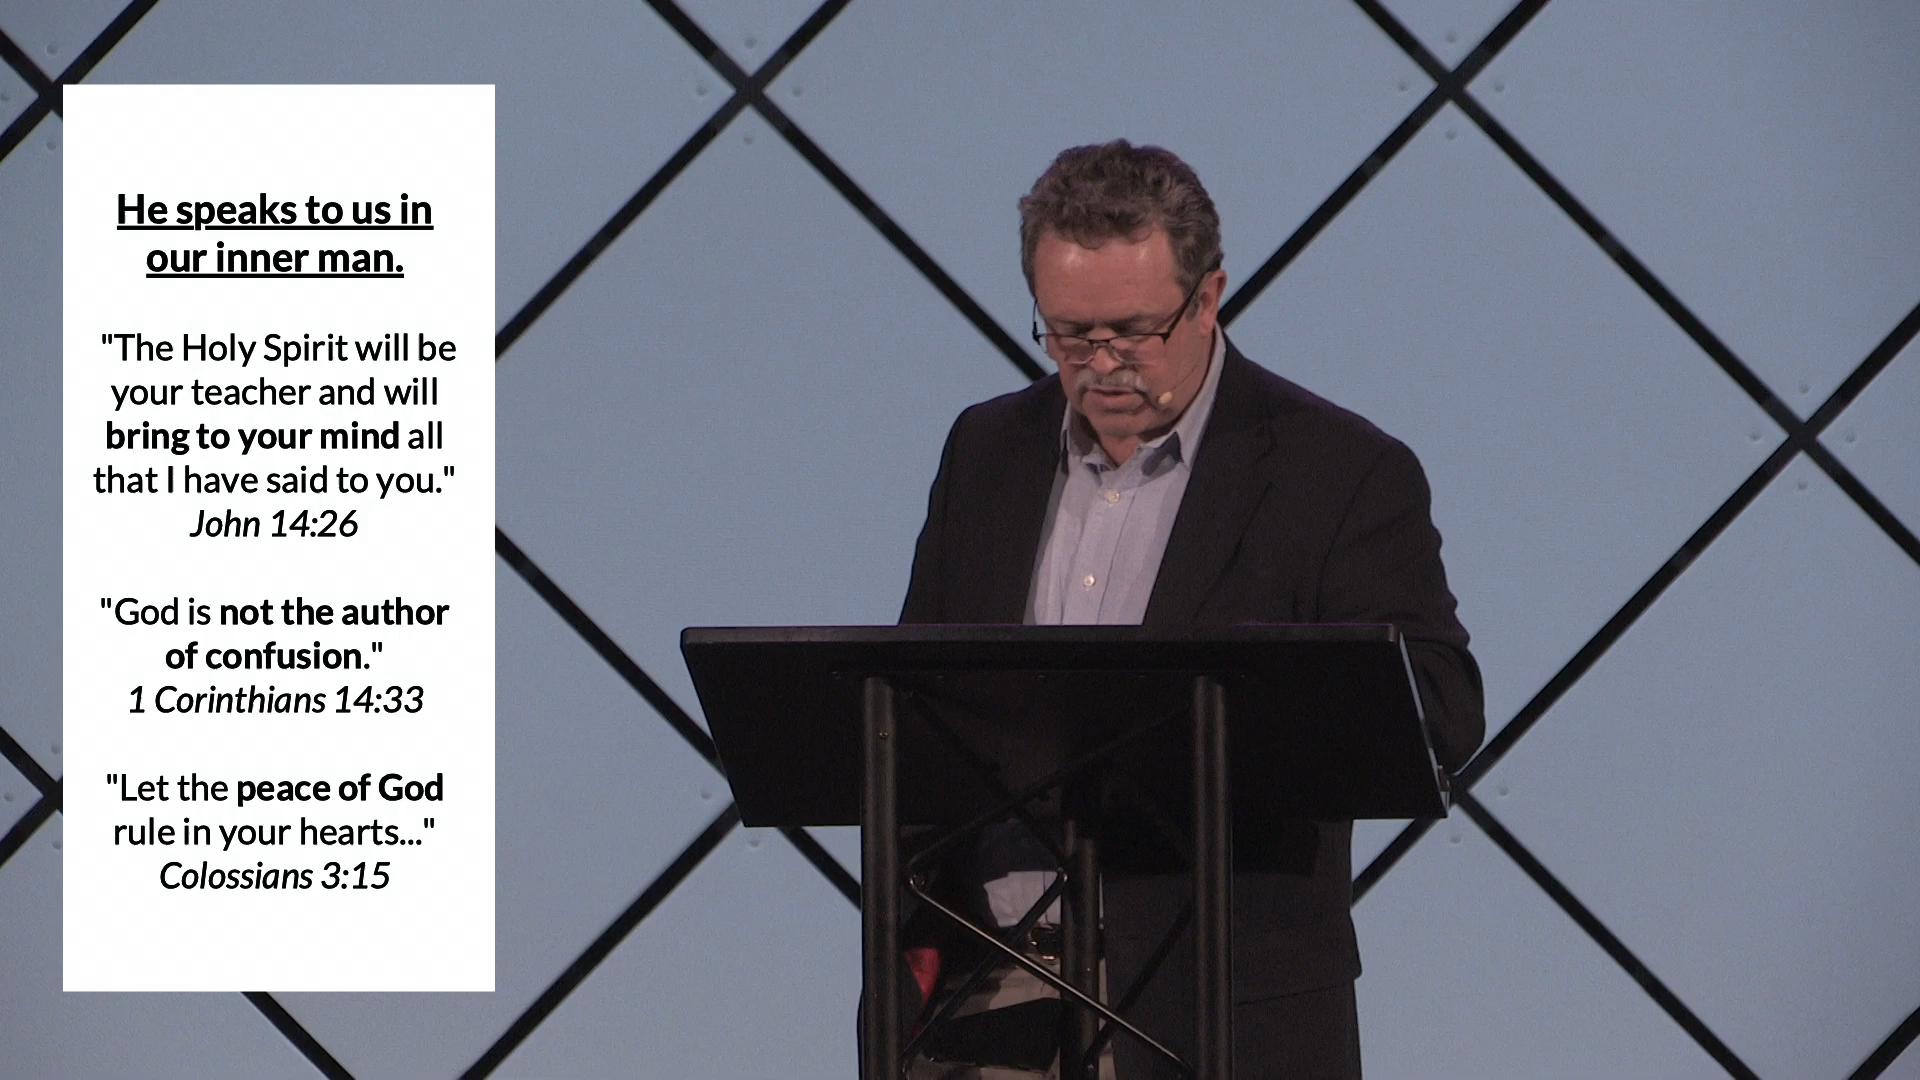 He speaks to us in
our inner man.
"The Holy Spirit will be
your teacher and will
bring to your mind all
that I have said to you."
John 14:26
"God is not the author
of confusion."
1 Corinthians 14:33
"Let the peace of God
rule in your hearts..."
Colossians 3:15